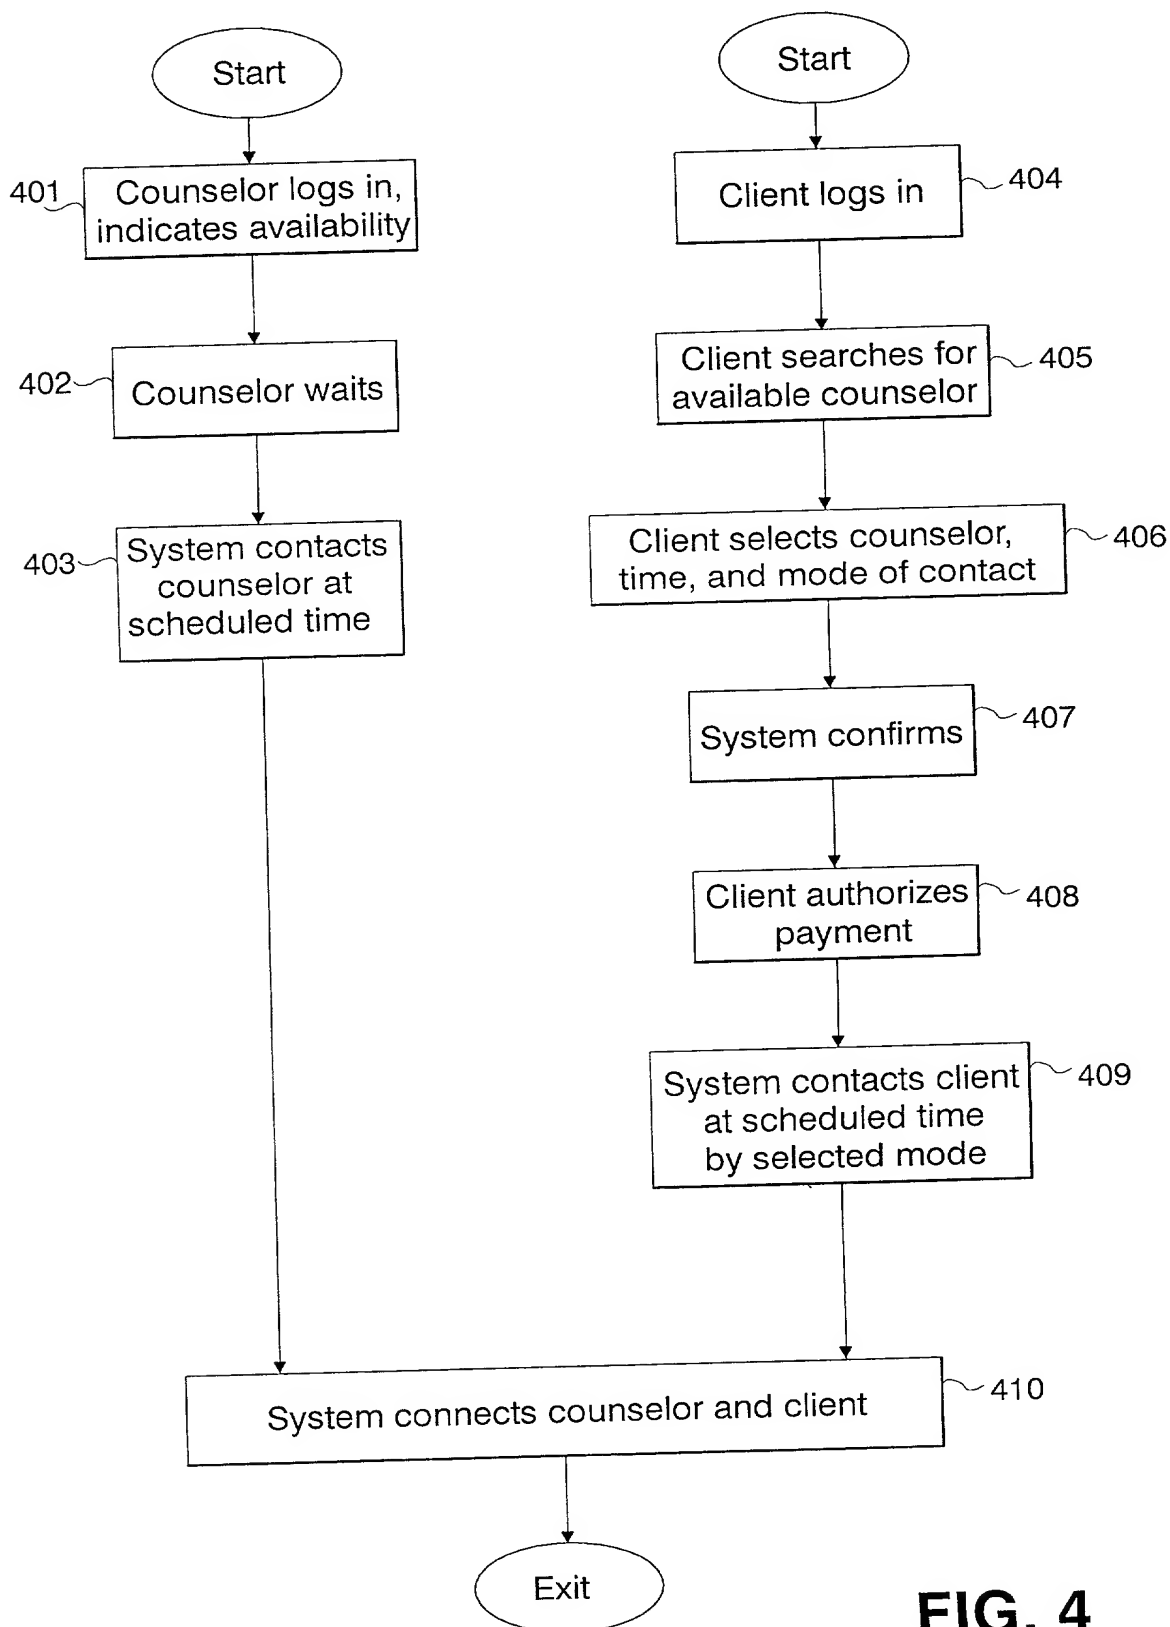 Start
401
Counselor logs in,
indicates availability
402
Counselor waits
403
System contacts
counselor at
scheduled time
Start
Client logs in
404
Client searches for
available counselor
405
Client selects counselor,
time, and mode of contact
406
System confirms
407
Client authorizes
payment
408
System contacts client
at scheduled time
by selected mode
409
System connects counselor and client
410
Exit
FIG. 4